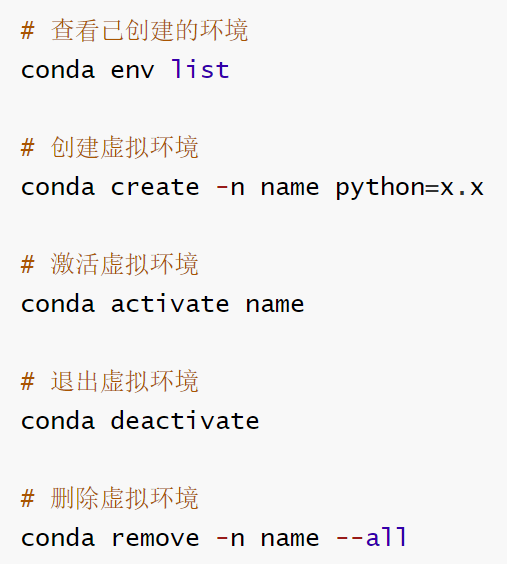 # 查看已创建的环境
conda env list
# 创建虚拟环境
conda create -n name python=x.x
# 激活虚拟环境
conda activate name
# 退出虚拟环境
conda deactivate
# 删除虚拟环境
conda remove -n name --all